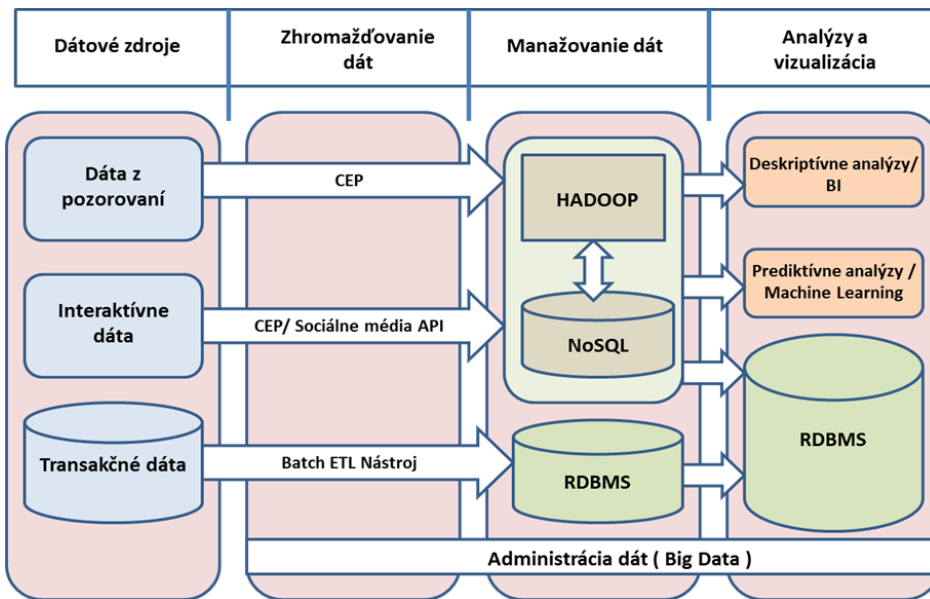 Dátové zdroje
Zhromažďovanie
dát
Manažovanie dát
Analýzy a
vizualizácia
Dáta z
pozorovaní
CEP
HADOOP
Deskriptívne analýzy/
BI
Interaktívne
dáta
CEP/ Sociálne média API
NoSQL
Prediktívne analýzy /
Machine Learning
Transakčné dáta
Batch ETL Nástroj
RDBMS
RDBMS
Administrácia dát ( Big Data )